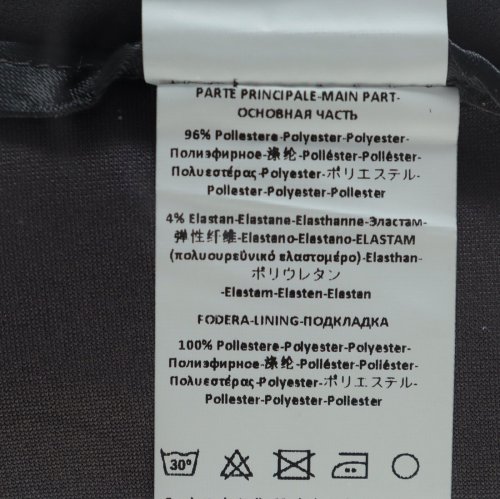 PARTE PRINCIPALE-MAIN PART-
ОСНОВНАЯ ЧАСТЬ
96% Poliestere-Polyester-Polyester-
Полиэфирное-涤纶-Poliéster-Poliéster-
Πολυεστέρας-Polyester-ポリエステル-
Poliester-Polyester-Poliester
4% Elastan-Elastane-Elasthanne-Эластам-
弹性纤维-Elastano-Elastano-ELASTAM
(πολυουρεϋνικό ελαστομερο)-Elasthan-
ポリウレタン
-Elastam-Elasten-Elastan
FODERA-LINING-ПОДКЛАДКА
100% Poliestere-Polyester-Polyester-
Полиэфирное-涤纶-Poliéster-Poliéster-
Πολυεστέρας-Polyester-ポリエステル-
Poliester-Polyester-Poliester
30°